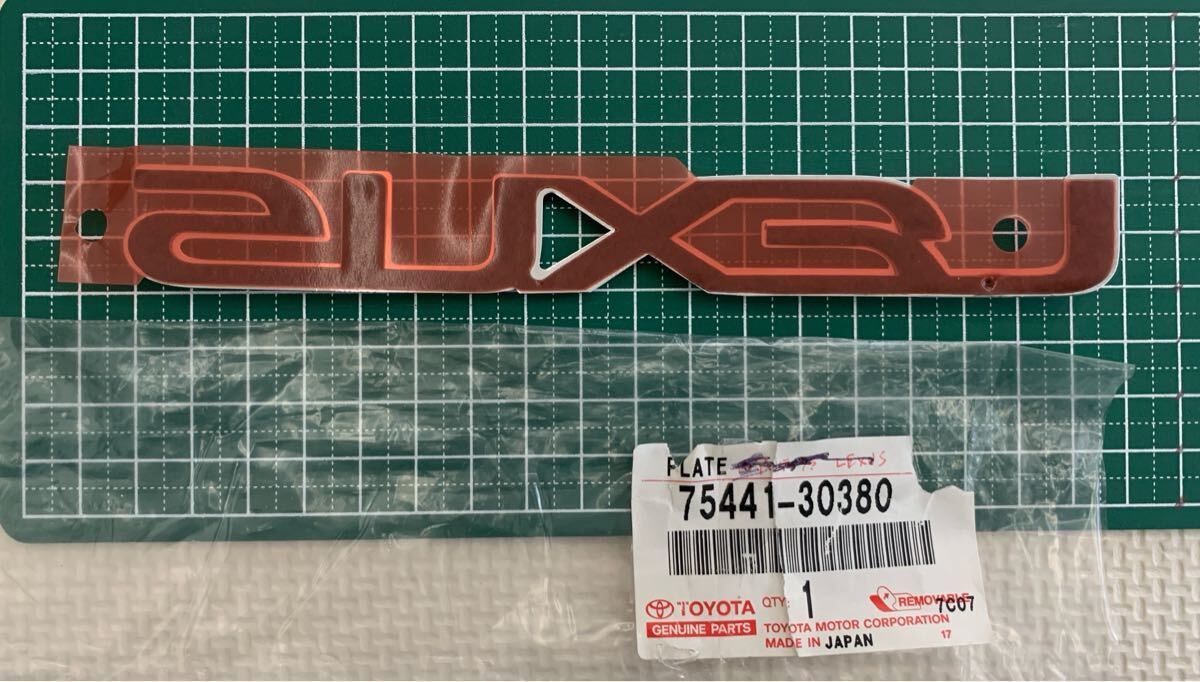 LEXUS
PLATE LEXUS
75441-30380
TOYOTA QTY: 1 REMOVABLE 7C07
GENUINE PARTS TOYOTA MOTOR CORPORATION
MADE IN JAPAN 17